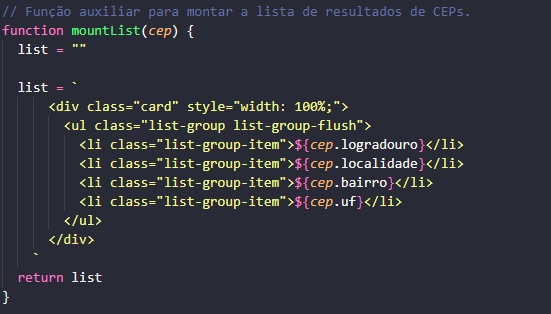 // Função auxiliar para montar a lista de resultados de CEPs.
function mountList(cep) {
  list = ""

  list = `
      <div class="card" style="width: 100%;">
        <ul class="list-group list-group-flush">
          <li class="list-group-item">${cep.logradouro}</li>
          <li class="list-group-item">${cep.localidade}</li>
          <li class="list-group-item">${cep.bairro}</li>
          <li class="list-group-item">${cep.uf}</li>
        </ul>
      </div>
    `
  return list
}